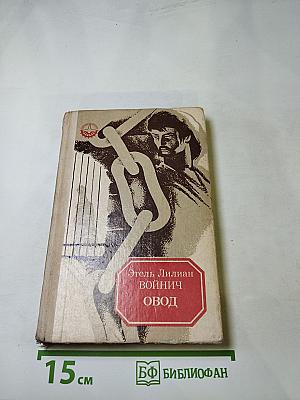 Этель Лилиан
ВОЙНИЧ
ОВОД
15 см
БФ БИБЛИОФАН